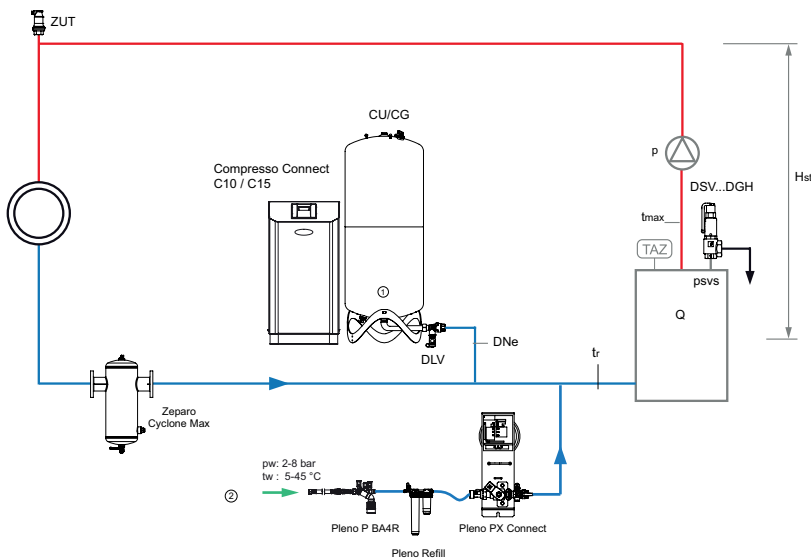 ZUT
CU/CG
Compresso Connect
C10 / C15
p
Hst
DSV...DGH
tmax
TAZ
psvs
Q
1
DNe
DLV
tr
Zeparo
Cyclone Max
pw: 2-8 bar
tw : 5-45 °C
2
Pleno P BA4R
Pleno PX Connect
Pleno Refill